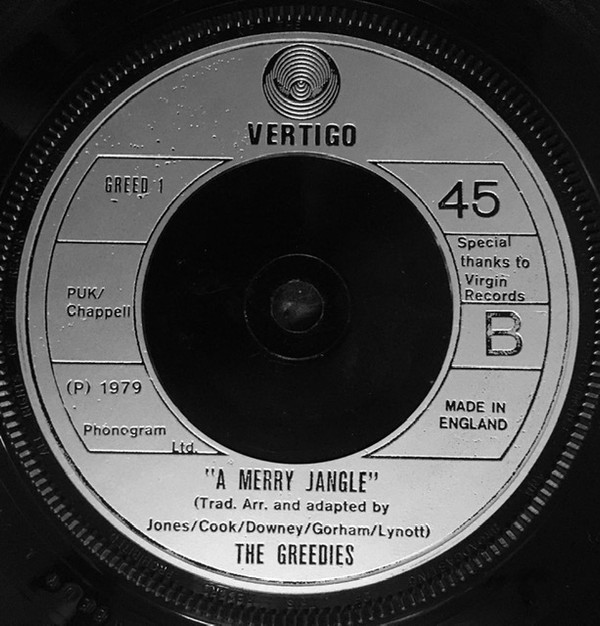 VERTIGO
GREED 1
45
Special
thanks to
Virgin
Records
PUK/
Chappell
B
(P) 1979
Phonogram
Ltd.
MADE IN
ENGLAND
"A MERRY JANGLE"
(Trad. Arr. and adapted by
Jones/Cook/Downey/Gorham/Lynott)
THE GREEDIES